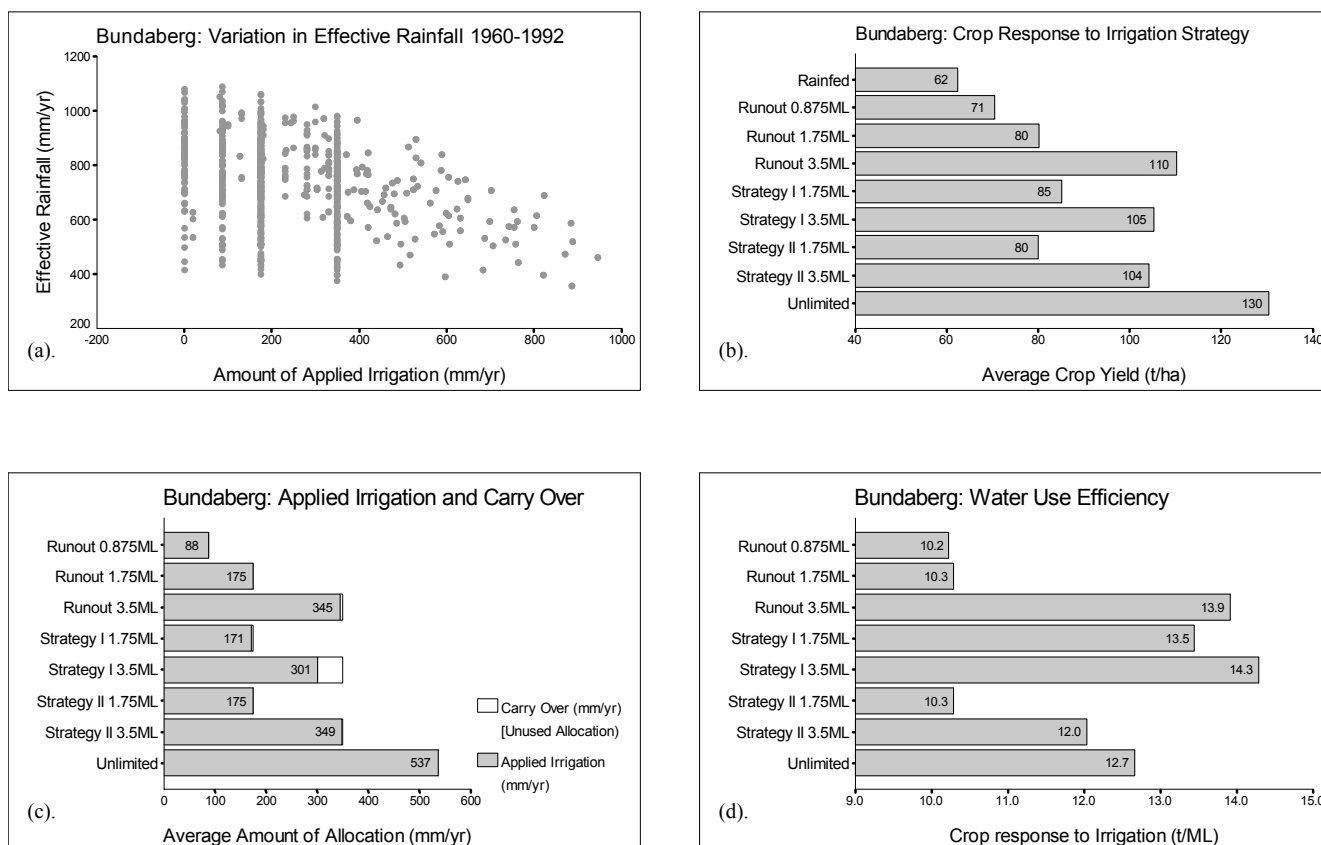 Bundaberg: Variation in Effective Rainfall 1960-1992
1200
1000
800
600
400
200
Effective Rainfall (mm/yr)
-200 0 200 400 600 800 1000
(a).
Amount of Applied Irrigation (mm/yr)
Bundaberg: Crop Response to Irrigation Strategy
Rainfed 62
Runout 0.875ML 71
Runout 1.75ML 80
Runout 3.5ML 110
Strategy I 1.75ML 85
Strategy I 3.5ML 105
Strategy II 1.75ML 80
Strategy II 3.5ML 104
Unlimited 130
40 60 80 100 120 140
(b).
Average Crop Yield (t/ha)
Bundaberg: Applied Irrigation and Carry Over
Runout 0.875ML 88
Runout 1.75ML 175
Runout 3.5ML 345
Strategy I 1.75ML 171
Strategy I 3.5ML 301
Strategy II 1.75ML 175
Strategy II 3.5ML 349
Unlimited 537
Carry Over (mm/yr)
[Unused Allocation)
Applied Irrigation
(mm/yr)
0 100 200 300 400 500 600
(c).
Average Amount of Allocation (mm/yr)
Bundaberg: Water Use Efficiency
Runout 0.875ML 10.2
Runout 1.75ML 10.3
Runout 3.5ML 13.9
Strategy I 1.75ML 13.5
Strategy I 3.5ML 14.3
Strategy II 1.75ML 10.3
Strategy II 3.5ML 12.0
Unlimited 12.7
9.0 10.0 11.0 12.0 13.0 14.0 15.0
(d).
Crop response to Irrigation (t/ML)